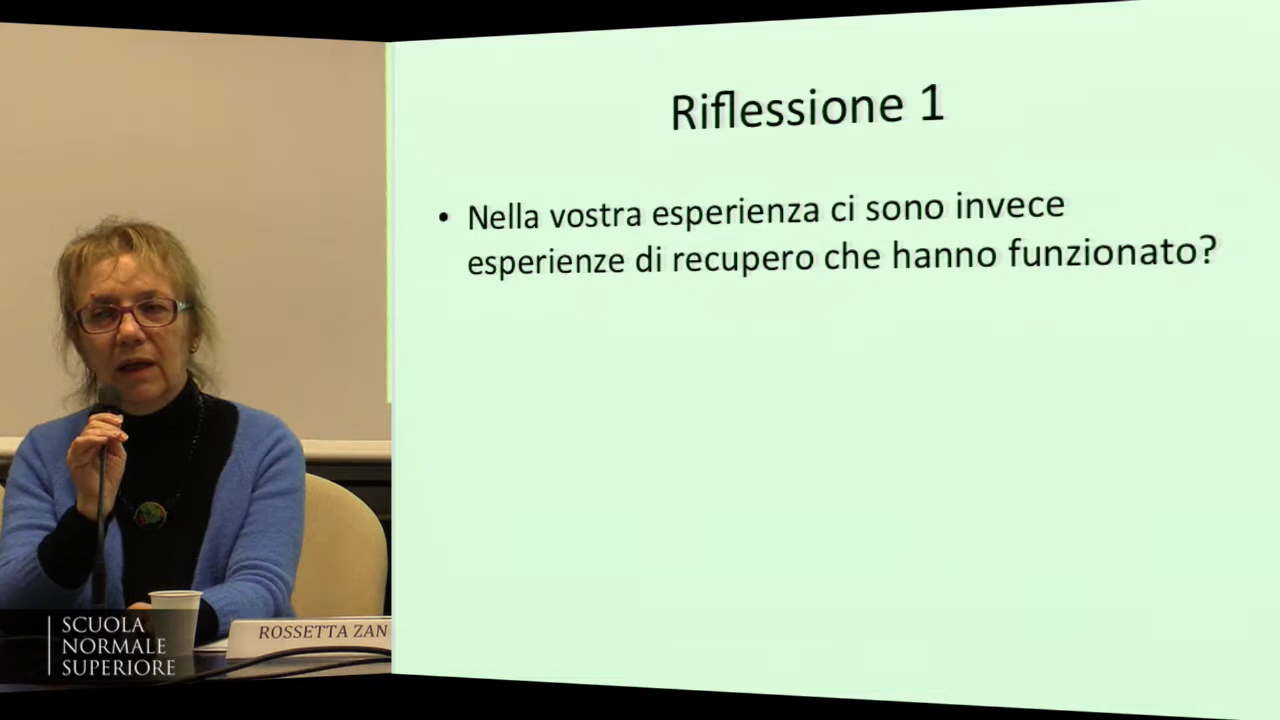 Riflessione 1
• Nella vostra esperienza ci sono invece
esperienze di recupero che hanno funzionato?
ROSSETTA ZAN
SCUOLA
NORMALE
SUPERIORE